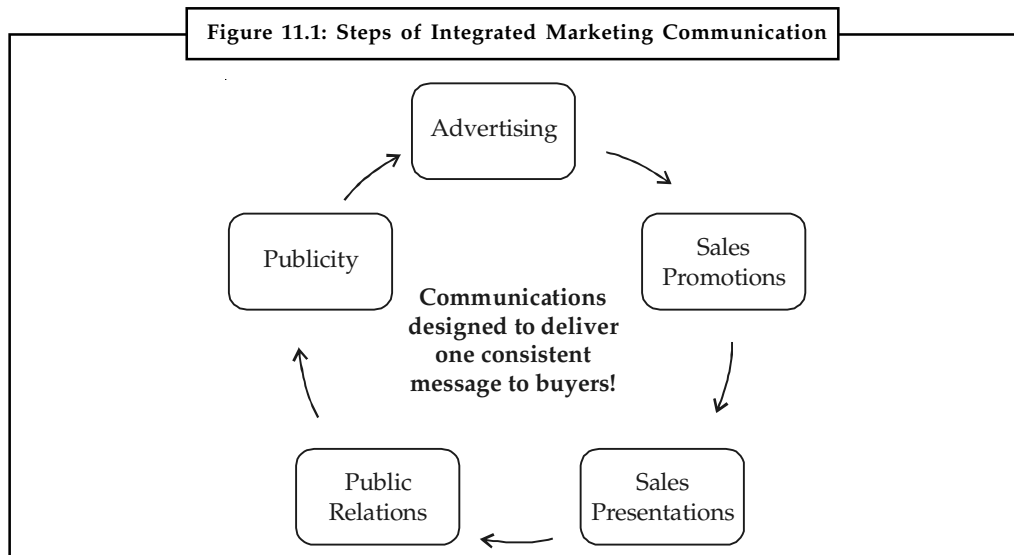 Figure 11.1: Steps of Integrated Marketing Communication
Advertising
Publicity
Sales
Promotions
Communications
designed to deliver
one consistent
message to buyers!
Public
Relations
Sales
Presentations